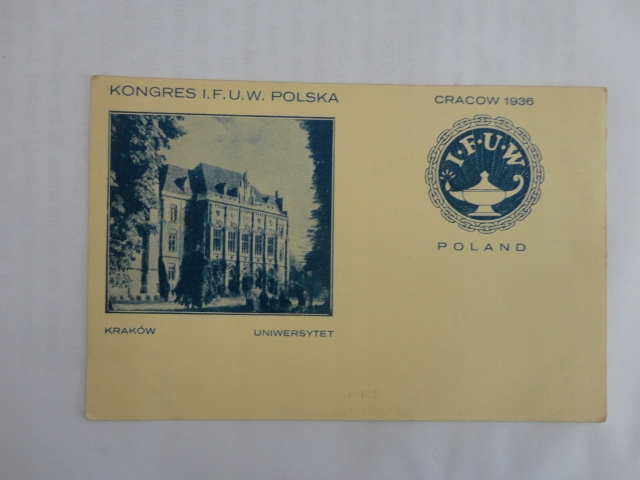 KONGRES I.F.U.W. POLSKA
CRACOW 1936
I·F·U·W
POLAND
KRAKÓW
UNIWERSYTET